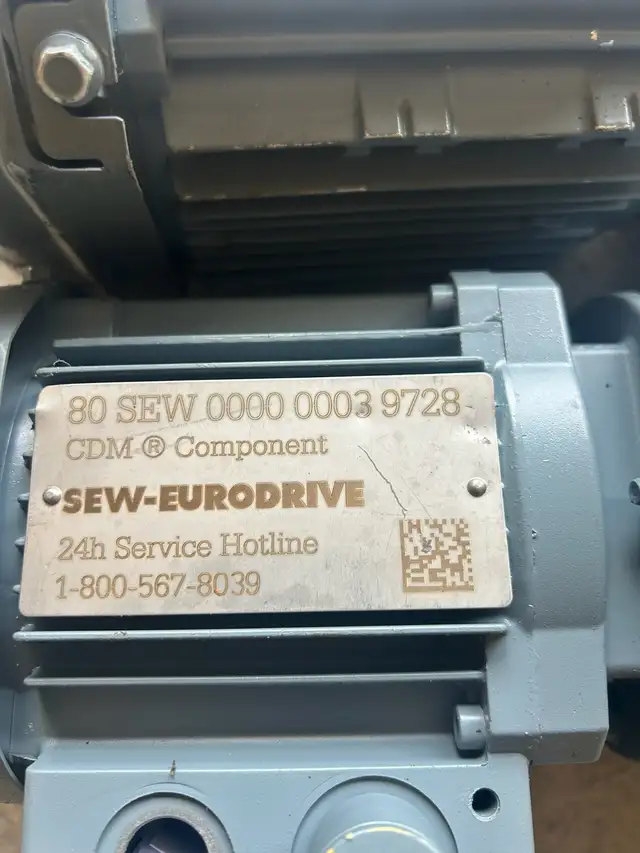 80 SEW 0000 0003 9728
CDM ® Component
SEW-EURODRIVE
24h Service Hotline
1-800-567-8039